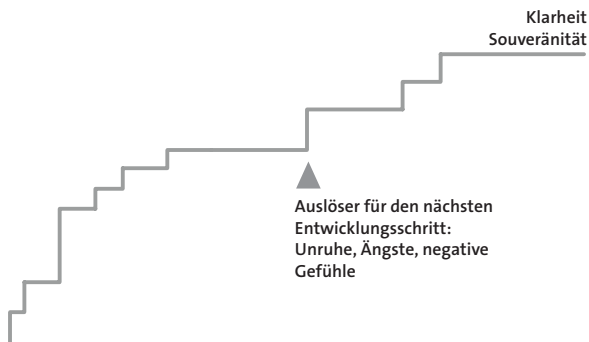 Klarheit
Souveränität
Auslöser für den nächsten
Entwicklungsschritt:
Unruhe, Ängste, negative
Gefühle